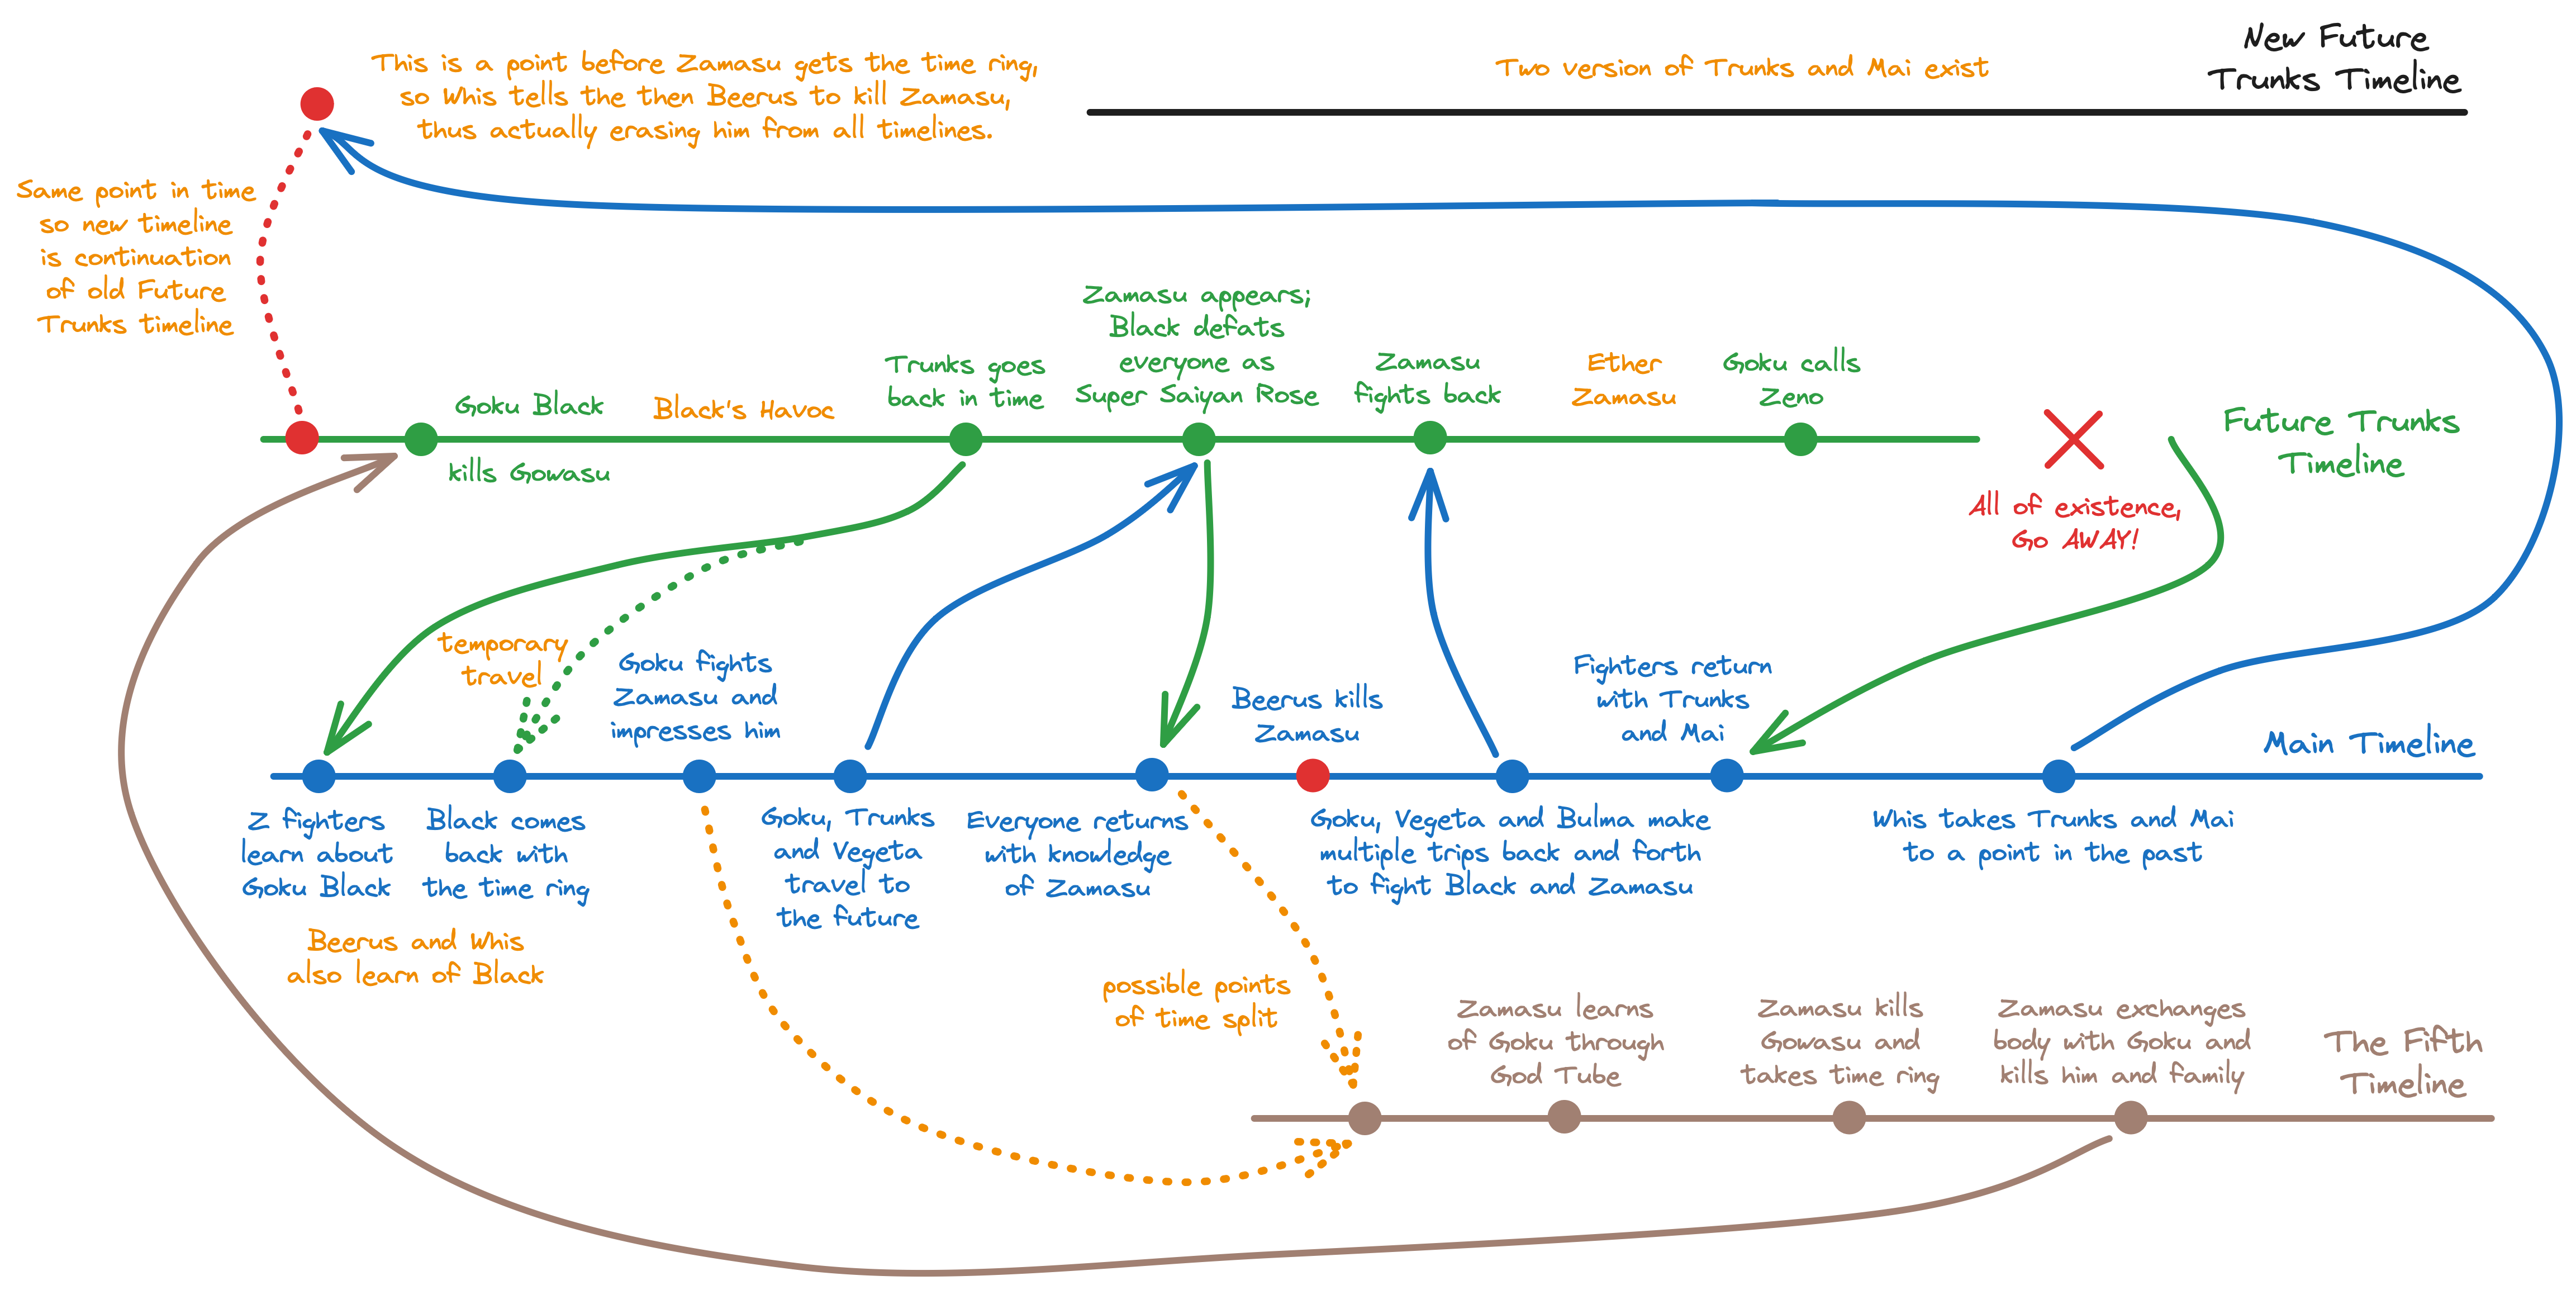 New Future
Trunks Timeline
Two version of Trunks and Mai exist
This is a point before Zamasu gets the time ring,
so Whis tells the then Beerus to kill Zamasu,
thus actually erasing him from all timelines.
Same point in time
so new timeline
is continuation
of old Future
Trunks timeline
Goku Black
kills Gowasu
Black's Havoc
Trunks goes
back in time
Zamasu appears;
Black defats
everyone as
Super Saiyan Rose
Zamasu
fights back
Ether
Zamasu
Goku calls
Zeno
All of existence,
Go AWAY!
Future Trunks
Timeline
temporary
travel
Goku fights
Zamasu and
impresses him
Beerus kills
Zamasu
Fighters return
with Trunks
and Mai
Main Timeline
Z fighters
learn about
Goku Black
Black comes
back with
the time ring
Beerus and Whis
also learn of Black
Goku, Trunks
and Vegeta
travel to
the future
Everyone returns
with knowledge
of Zamasu
Goku, Vegeta and Bulma make
multiple trips back and forth
to fight Black and Zamasu
Whis takes Trunks and Mai
to a point in the past
possible points
of time split
Zamasu learns
of Goku through
God Tube
Zamasu kills
Gowasu and
takes time ring
Zamasu exchanges
body with Goku and
kills him and family
The Fifth
Timeline